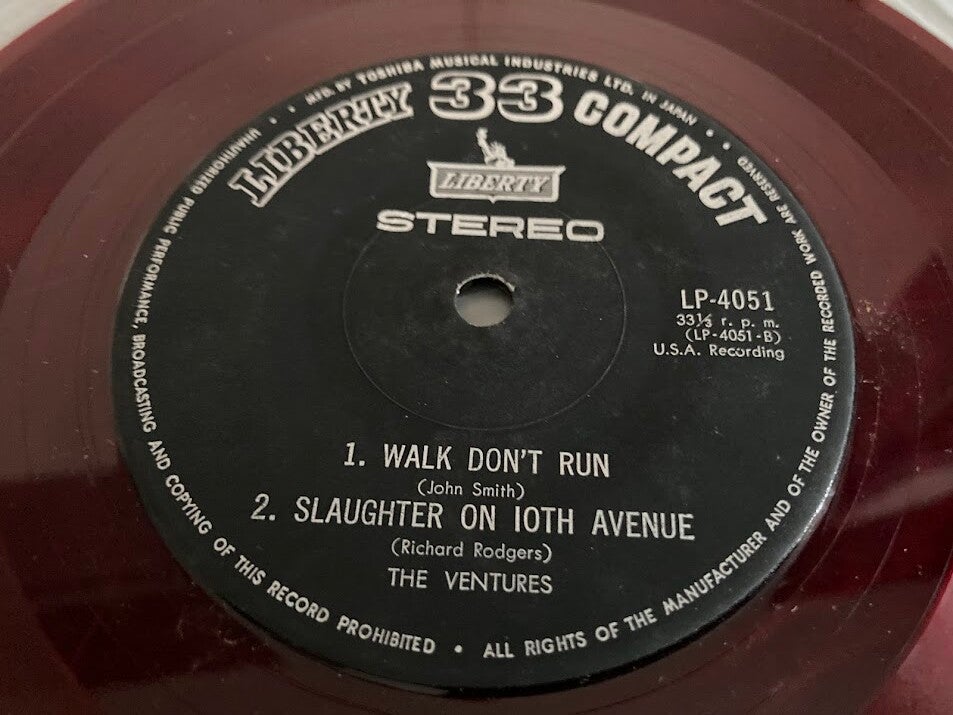 MFD. BY TOSHIBA MUSICAL INDUSTRIES LTD. IN JAPAN
LIBERTY 33 COMPACT
LIBERTY
STEREO
LP-4051
33⅓ r. p. m.
(LP-4051-B)
U.S.A. Recording
1. WALK DON'T RUN
(John Smith)
2. SLAUGHTER ON 10TH AVENUE
(Richard Rodgers)
THE VENTURES
UNAUTHORISED PUBLIC PERFORMANCE, BROADCASTING AND COPYING OF THIS RECORD PROHIBITED • ALL RIGHTS OF THE MANUFACTURER AND OF THE OWNER OF THE RECORDED WORK ARE RESERVED